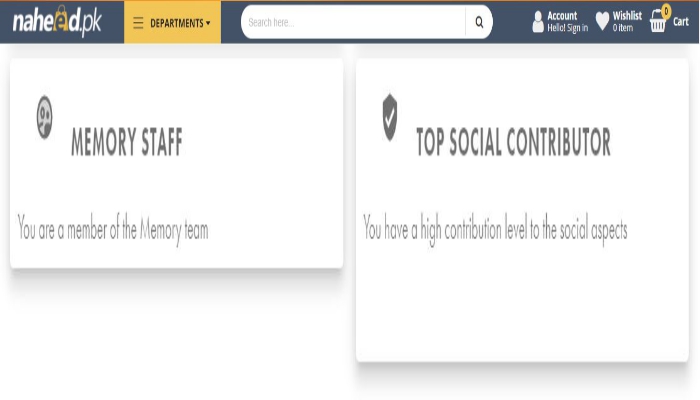 naheed.pk
DEPARTMENTS
Search here...
Account
Hello! Sign in
Wishlist
0 item
0
Cart
MEMORY STAFF
You are a member of the Memory team
TOP SOCIAL CONTRIBUTOR
You have a high contribution level to the social aspects